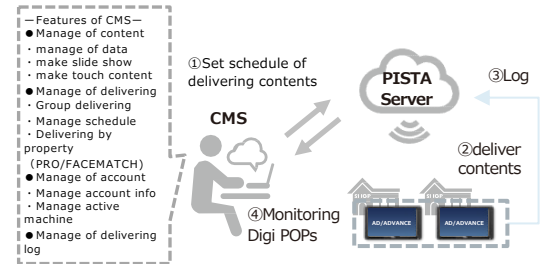 －Features of CMS－
●Manage of content
・manage of data
・make slide show
・make touch content
●Manage of delivering
・Group delivering
・Manage schedule
・Delivering by
property
（PRO/FACEMATCH）
●Manage of account
・Manage account info
・Manage active
machine
●Manage of delivering
log
①Set schedule of
delivering contents
CMS
PISTA
Server
③Log
②deliver
contents
④Monitoring
Digi POPs
SHOP
SHOP
AD/ADVANCE
AD/ADVANCE